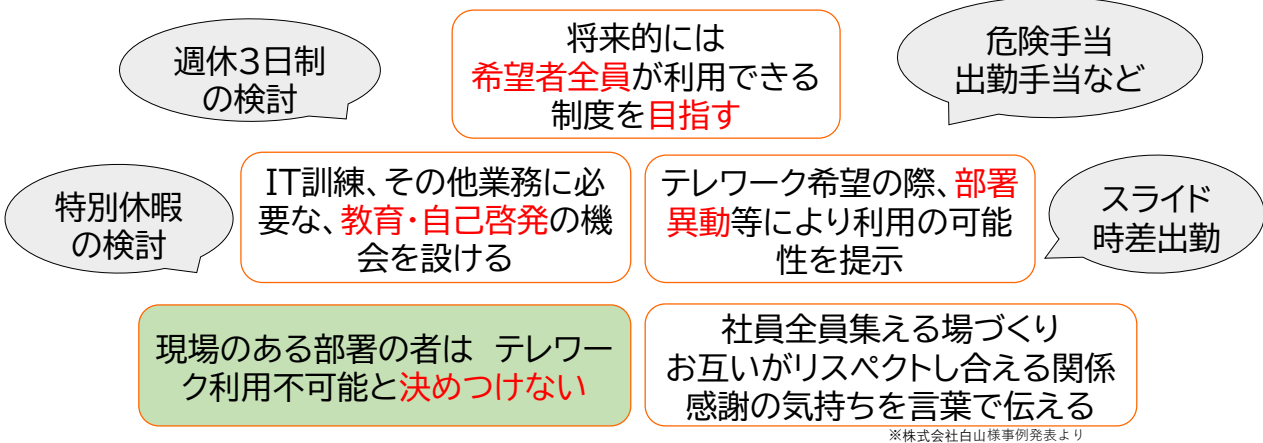 週休3日制
の検討
将来的には
希望者全員が利用できる
制度を目指す
危険手当
出勤手当など
特別休暇
の検討
IT訓練、その他業務に必
要な、教育・自己啓発の機
会を設ける
テレワーク希望の際、部署
異動等により利用の可能
性を提示
スライド
時差出勤
現場のある部署の者は　テレワー
ク利用不可能と決めつけない
社員全員集える場づくり
お互いがリスペクトし合える関係
感謝の気持ちを言葉で伝える
※株式会社白山様事例発表より